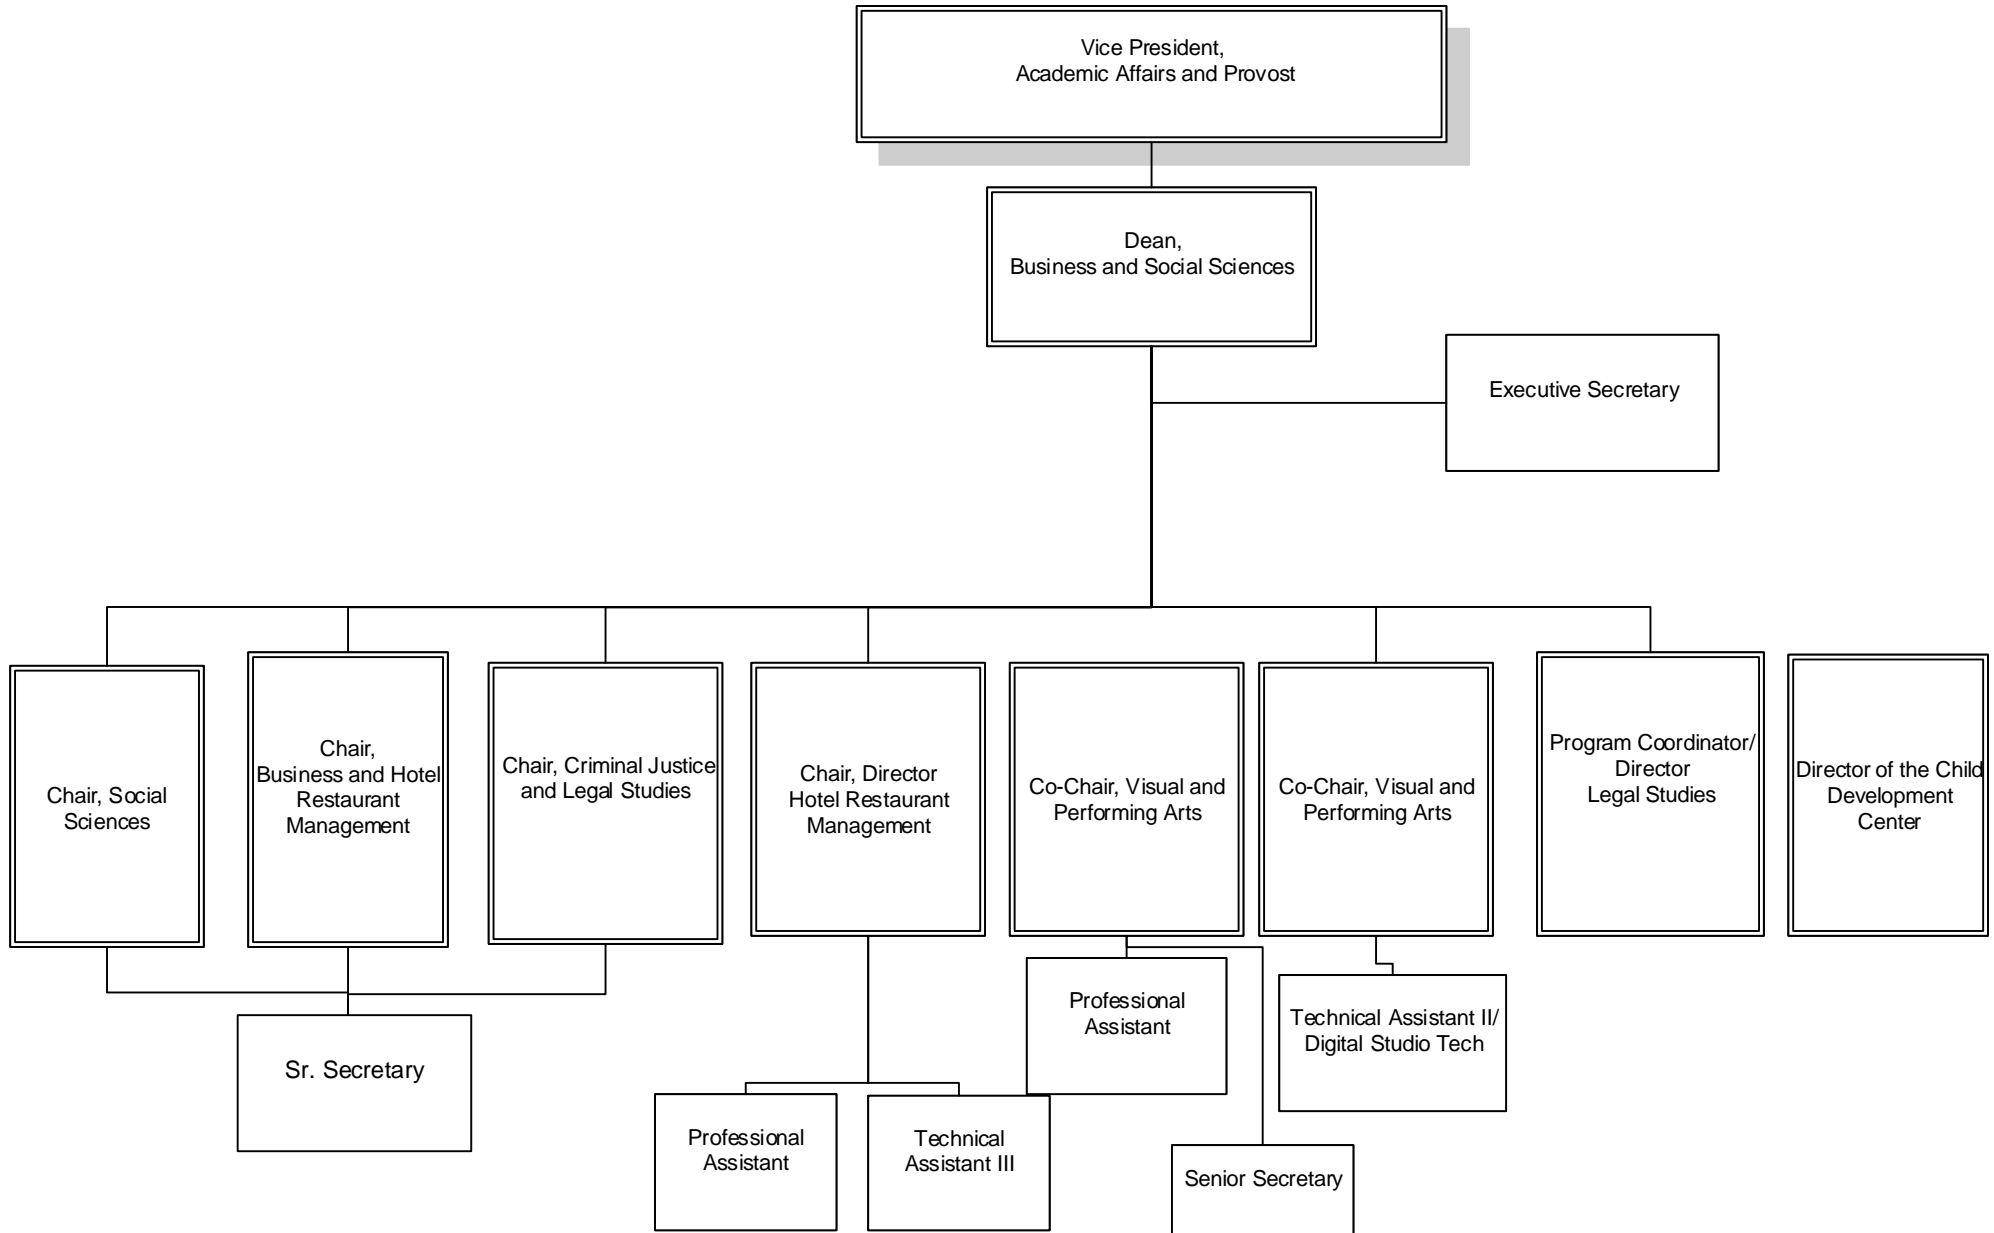 Vice President,
Academic Affairs and Provost
Dean,
Business and Social Sciences
Executive Secretary
Chair, Social
Sciences
Chair,
Business and Hotel
Restaurant
Management
Chair, Criminal Justice
and Legal Studies
Chair, Director
Hotel Restaurant
Management
Co-Chair, Visual and
Performing Arts
Co-Chair, Visual and
Performing Arts
Program Coordinator/
Director
Legal Studies
Director of the Child
Development
Center
Sr. Secretary
Professional
Assistant
Technical
Assistant III
Professional
Assistant
Senior Secretary
Technical Assistant II/
Digital Studio Tech